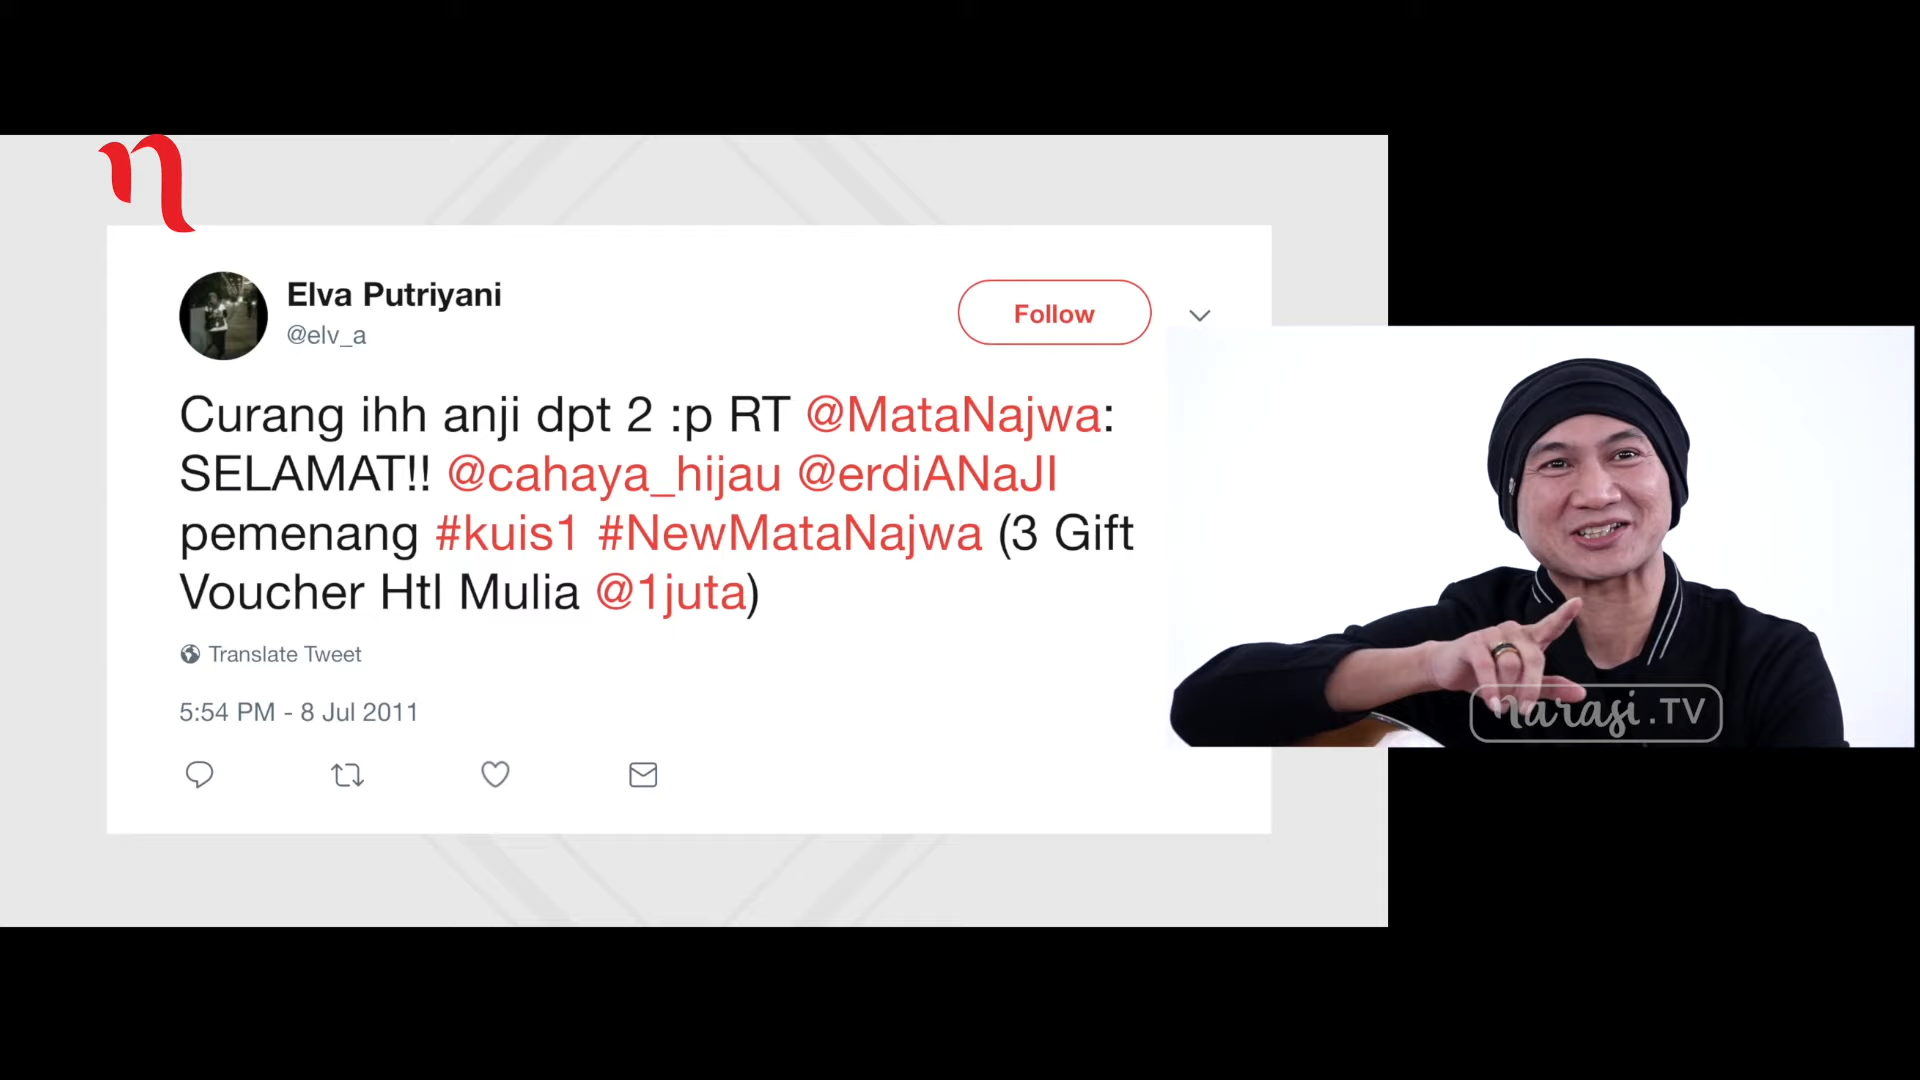 Elva Putriyani
@elv_a
Follow
Curang ihh anji dpt 2 :p RT @MataNajwa:
SELAMAT!! @cahaya_hijau @erdiANaJI
pemenang #kuis1 #NewMataNajwa (3 Gift
Voucher Htl Mulia @1juta)
Translate Tweet
5:54 PM - 8 Jul 2011
narasi.TV